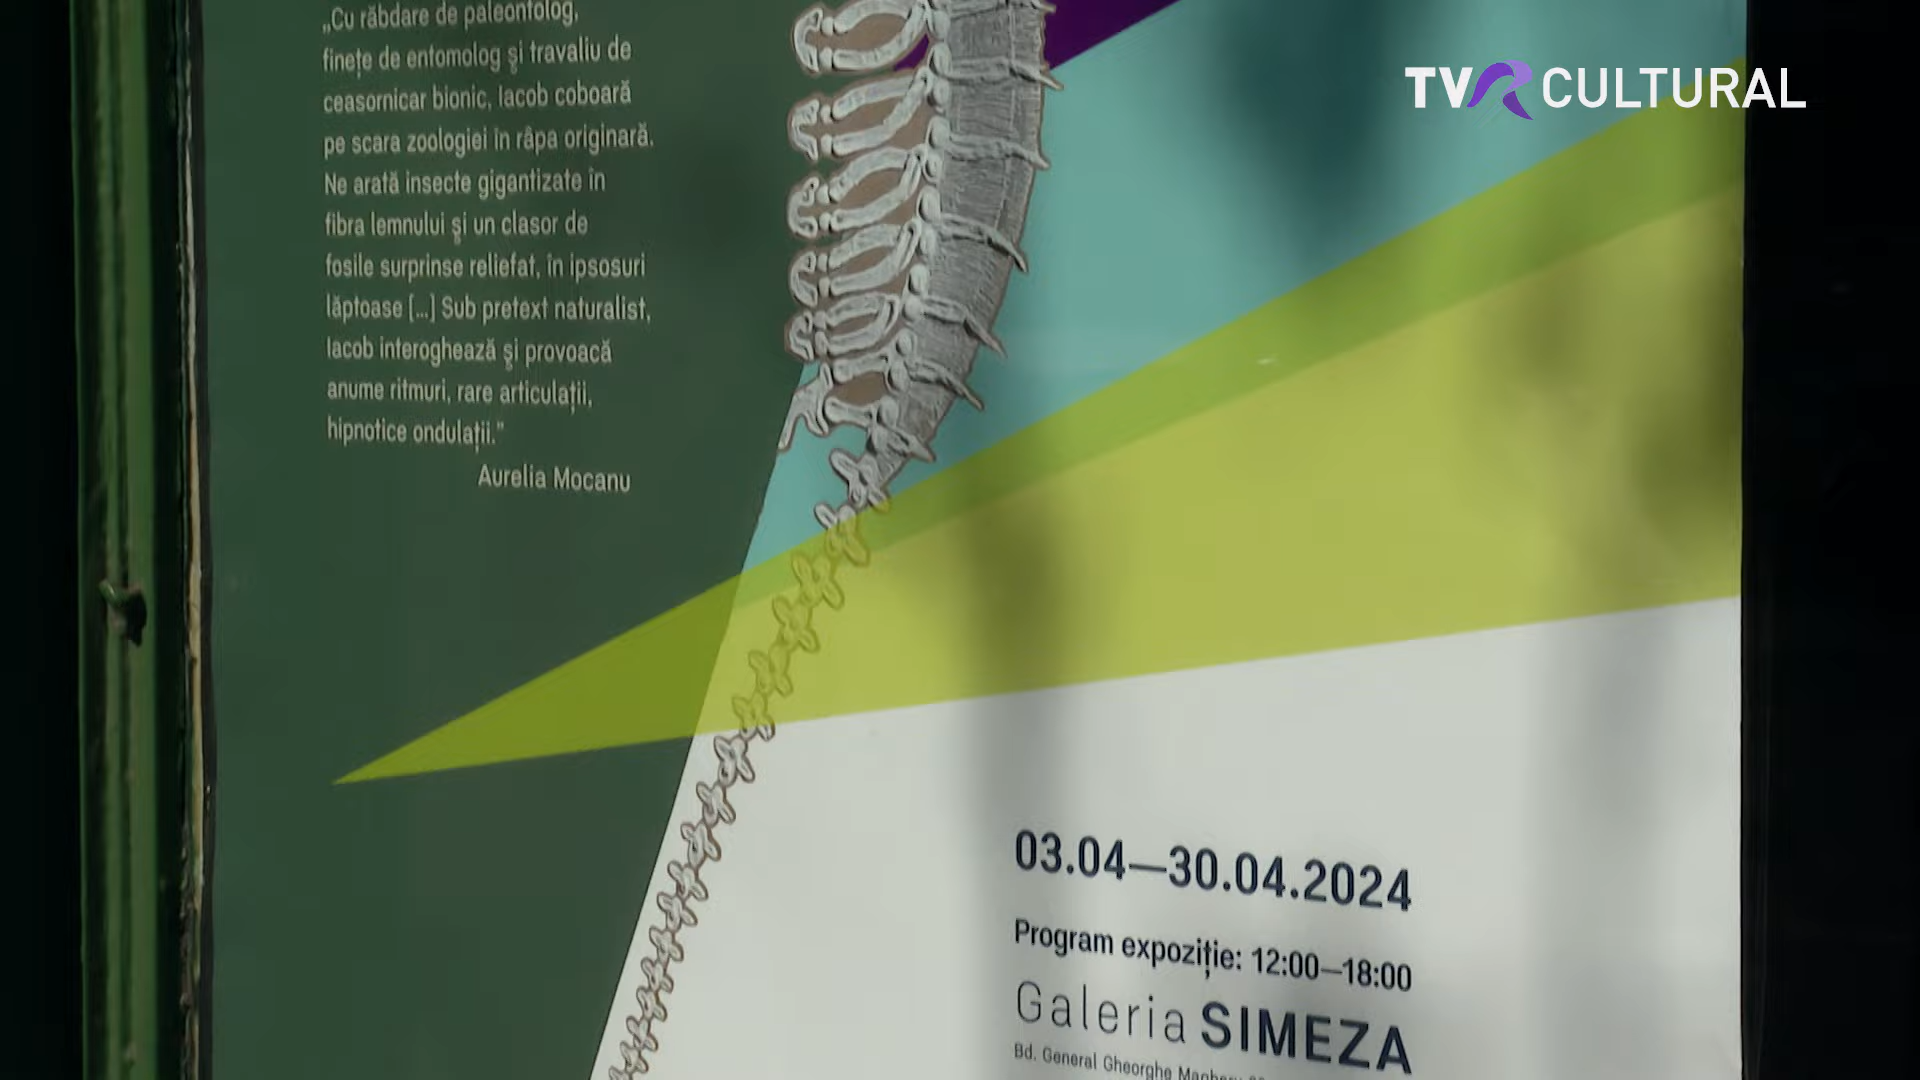 „Cu răbdare de paleontolog,
finețe de entomolog și travaliu de
ceasornicar bionic, Iacob coboară
pe scara zoologiei în râpa originară.
Ne arată insecte gigantizate în
fibra lemnului și un clasor de
fosile surprinse reliefat, în ipsosuri
lăptoase [...] Sub pretext naturalist,
Iacob interoghează și provoacă
anume ritmuri, rare articulații,
hipnotice ondulații.”
Aurelia Mocanu
TVR CULTURAL
03.04—30.04.2024
Program expoziție: 12:00—18:00
Galeria SIMEZA
Bd. General Gheorghe